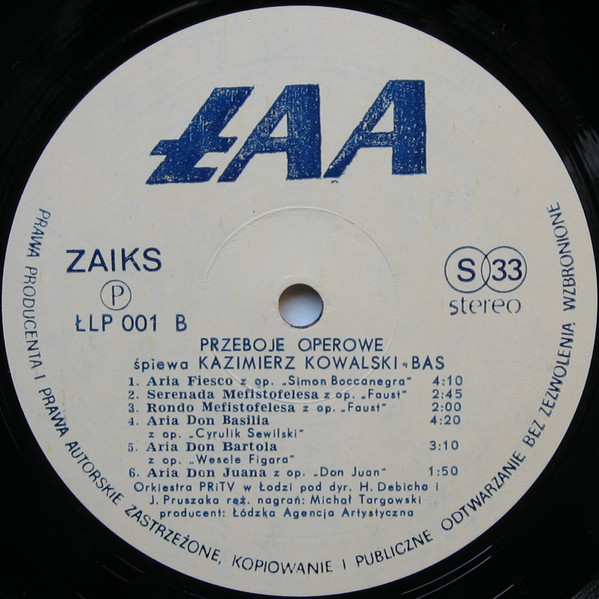 ŁAA
ZAIKS
P
ŁLP 001 B
S 33
stereo
PRZEBOJE OPEROWE
śpiewa KAZIMIERZ KOWALSKI - BAS
1. Aria Fiesco z op. „Simon Boccanegra" 4:10
2. Serenada Mefistofelesa z op. „Faust" 2:45
3. Rondo Mefistofelesa z op. „Faust" 2:00
4. Aria Don Basilia 4:20
z op. „Cyrulik Sewilski"
5. Aria Don Bartola 3:10
z op. „Wesele Figara"
6. Aria Don Juana z op. „Don Juan" 1:50
Orkiestra PRiTV w Łodzi pod dyr. H. Debicha i
J. Pruszaka reż. nagrań: Michał Targowski
producent: Łódzka Agencja Artystyczna
PRAWA PRODUCENTA I PRAWA AUTORSKIE ZASTRZEŻONE, KOPIOWANIE I PUBLICZNE ODTWARZANIE BEZ ZEZWOLENIA WZBRONIONE